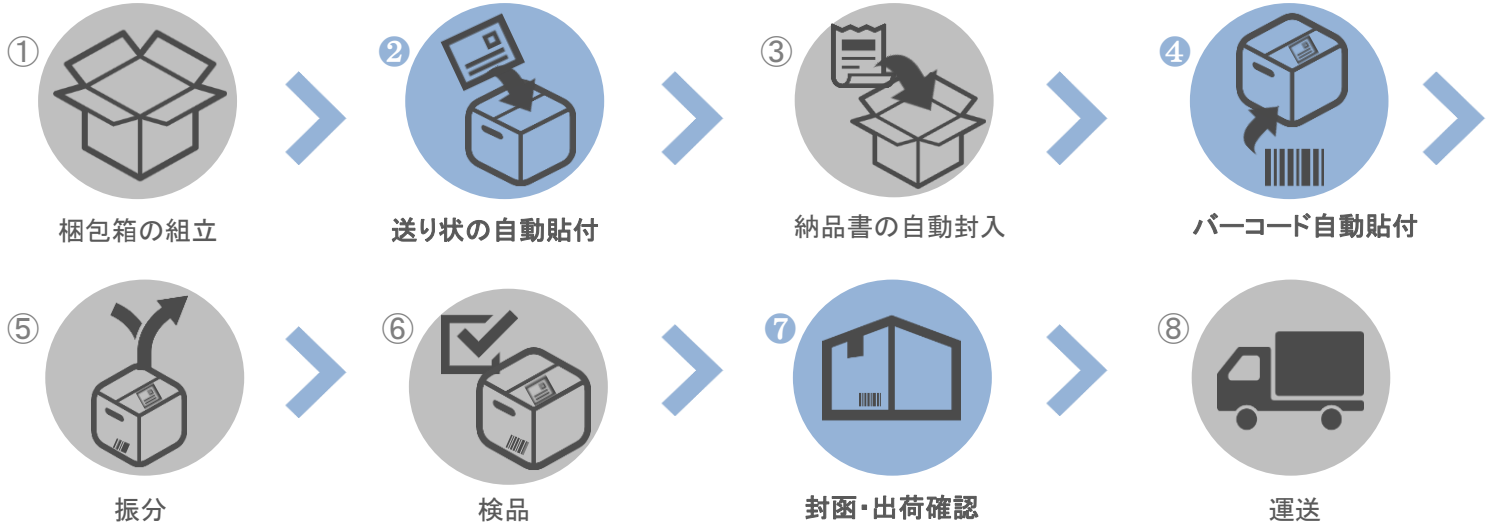 ① 梱包箱の組立
❷ 送り状の自動貼付
③ 納品書の自動封入
❹ バーコード自動貼付
⑤ 振分
⑥ 検品
❼ 封函・出荷確認
⑧ 運送